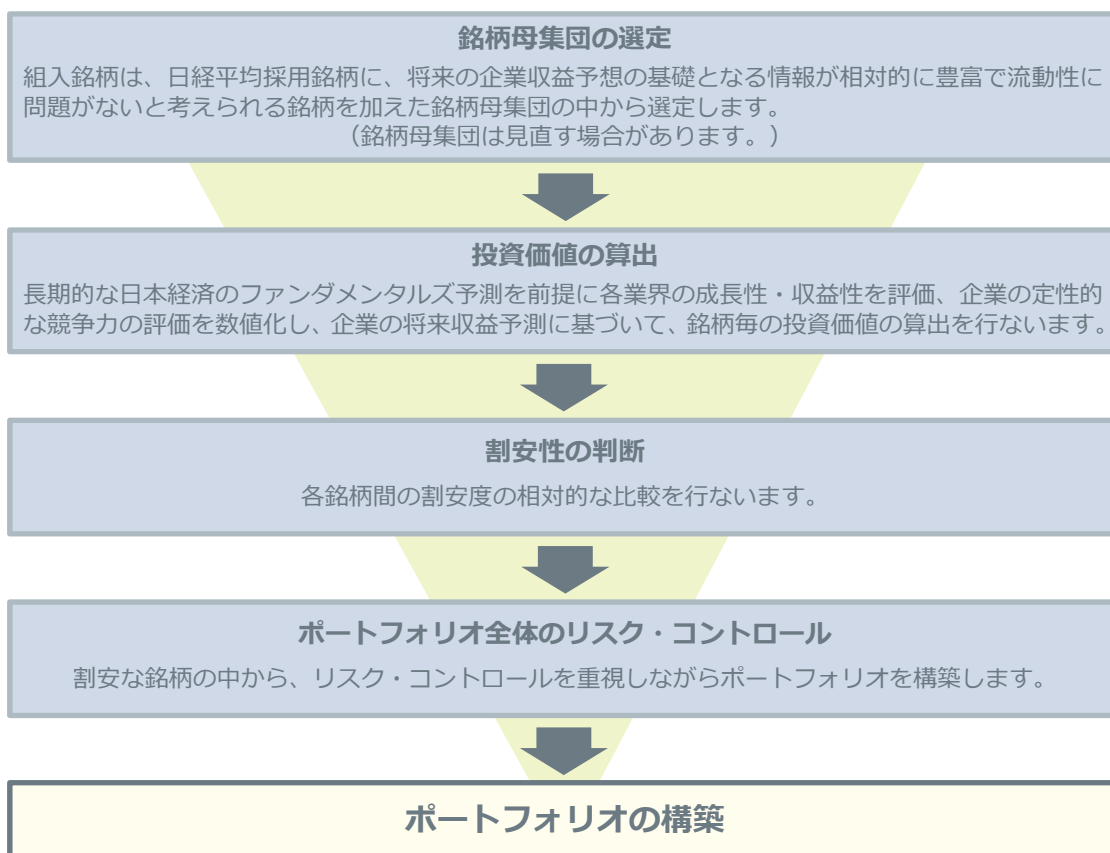 銘柄母集団の選定
組入銘柄は、日経平均採用銘柄に、将来の企業収益予想の基礎となる情報が相対的に豊富で流動性に
問題がないと考えられる銘柄を加えた銘柄母集団の中から選定します。
（銘柄母集団は見直す場合があります。）
投資価値の算出
長期的な日本経済のファンダメンタルズ予測を前提に各業界の成長性・収益性を評価、企業の定性的
な競争力の評価を数値化し、企業の将来収益予測に基づいて、銘柄毎の投資価値の算出を行ないます。
割安性の判断
各銘柄間の割安度の相対的な比較を行ないます。
ポートフォリオ全体のリスク・コントロール
割安な銘柄の中から、リスク・コントロールを重視しながらポートフォリオを構築します。
ポートフォリオの構築